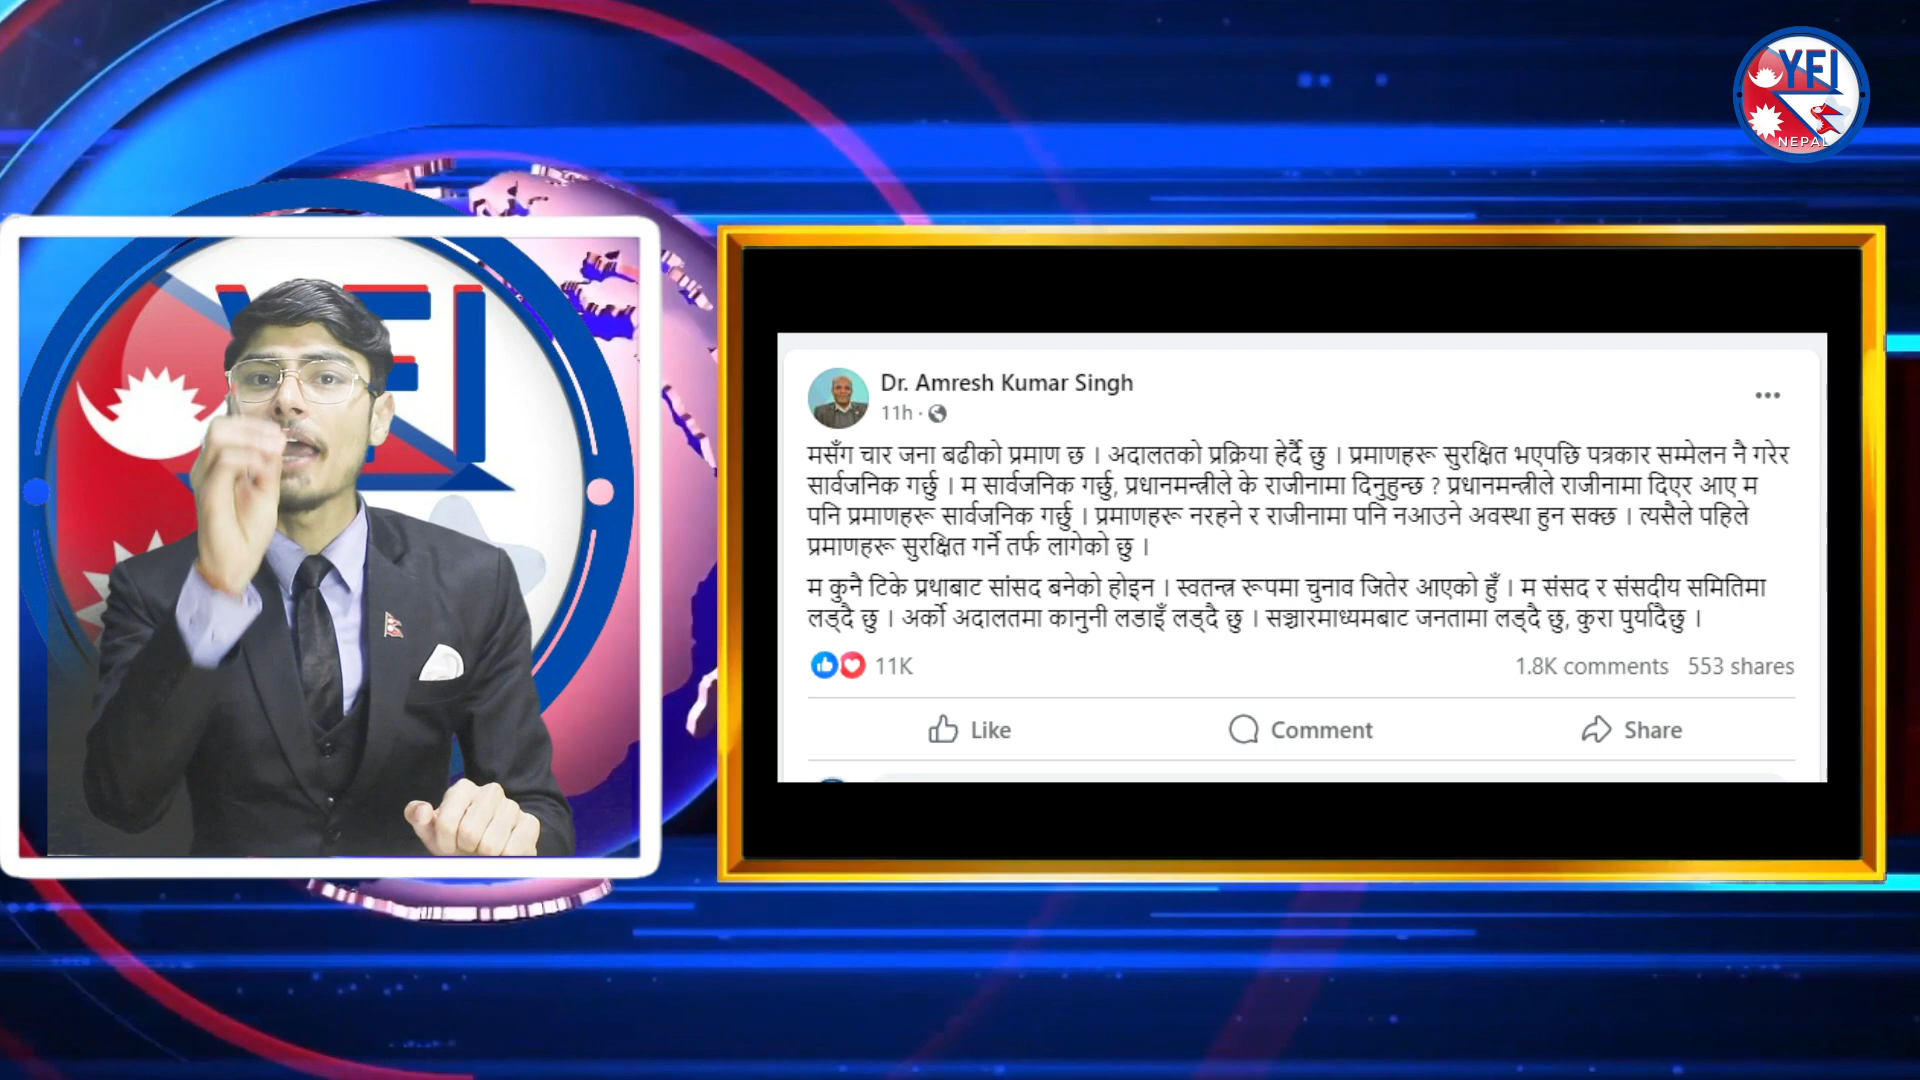 YFI
NEPAL
YFI
Dr. Amresh Kumar Singh
11h ·
मसँग चार जना बढीको प्रमाण छ । अदालतको प्रक्रिया हेर्दै छु । प्रमाणहरू सुरक्षित भएपछि पत्रकार सम्मेलन नै गरेर
सार्वजनिक गर्छु । म सार्वजनिक गर्छु, प्रधानमन्त्रीले के राजीनामा दिनुहुन्छ ? प्रधानमन्त्रीले राजीनामा दिएर आए म
पनि प्रमाणहरू सार्वजनिक गर्छु । प्रमाणहरू नरहने र राजीनामा पनि नआउने अवस्था हुन सक्छ । त्यसैले पहिले
प्रमाणहरू सुरक्षित गर्ने तर्फ लागेको छु ।
म कुनै टिके प्रथाबाट सांसद बनेको होइन । स्वतन्त्र रूपमा चुनाव जितेर आएको हुँ । म संसद र संसदीय समितिमा
लड्दै छु । अर्को अदालतमा कानुनी लडाइँ लड्दै छु । सञ्चारमाध्यमबाट जनतामा लड्दै छु, कुरा पुर्यादैछु ।
11K 1.8K comments 553 shares
Like Comment Share